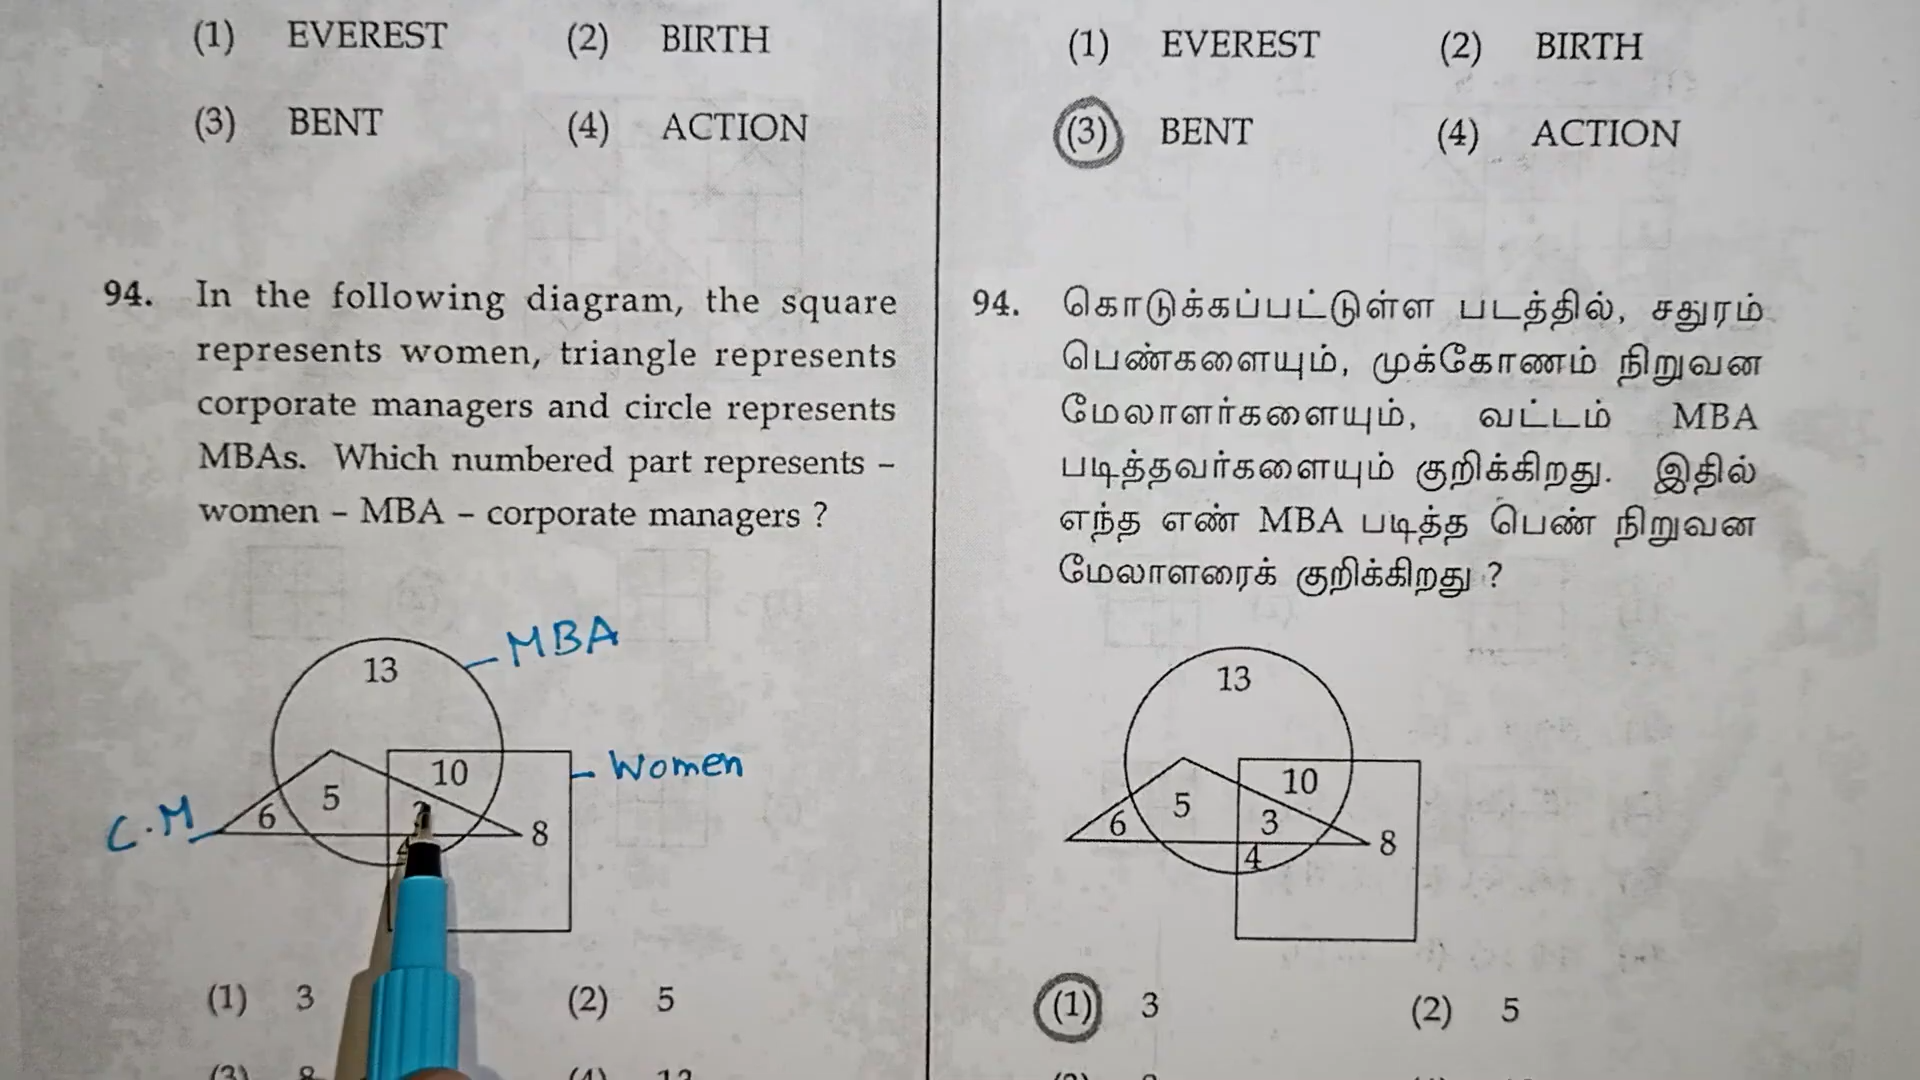 (1) EVEREST (2) BIRTH
(3) BENT (4) ACTION
94. In the following diagram, the square
represents women, triangle represents
corporate managers and circle represents
MBAs. Which numbered part represents –
women – MBA – corporate managers ?
13
MBA
10
Women
5
6
C.M
8
4
(1) 3 (2) 5
(1) EVEREST (2) BIRTH
(3) BENT (4) ACTION
94. கொடுக்கப்பட்டுள்ள படத்தில், சதுரம்
பெண்களையும், முக்கோணம் நிறுவன
மேலாளர்களையும், வட்டம் MBA
படித்தவர்களையும் குறிக்கிறது. இதில்
எந்த எண் MBA படித்த பெண் நிறுவன
மேலாளரைக் குறிக்கிறது ?
13
10
5
6
3
8
4
(1) 3 (2) 5